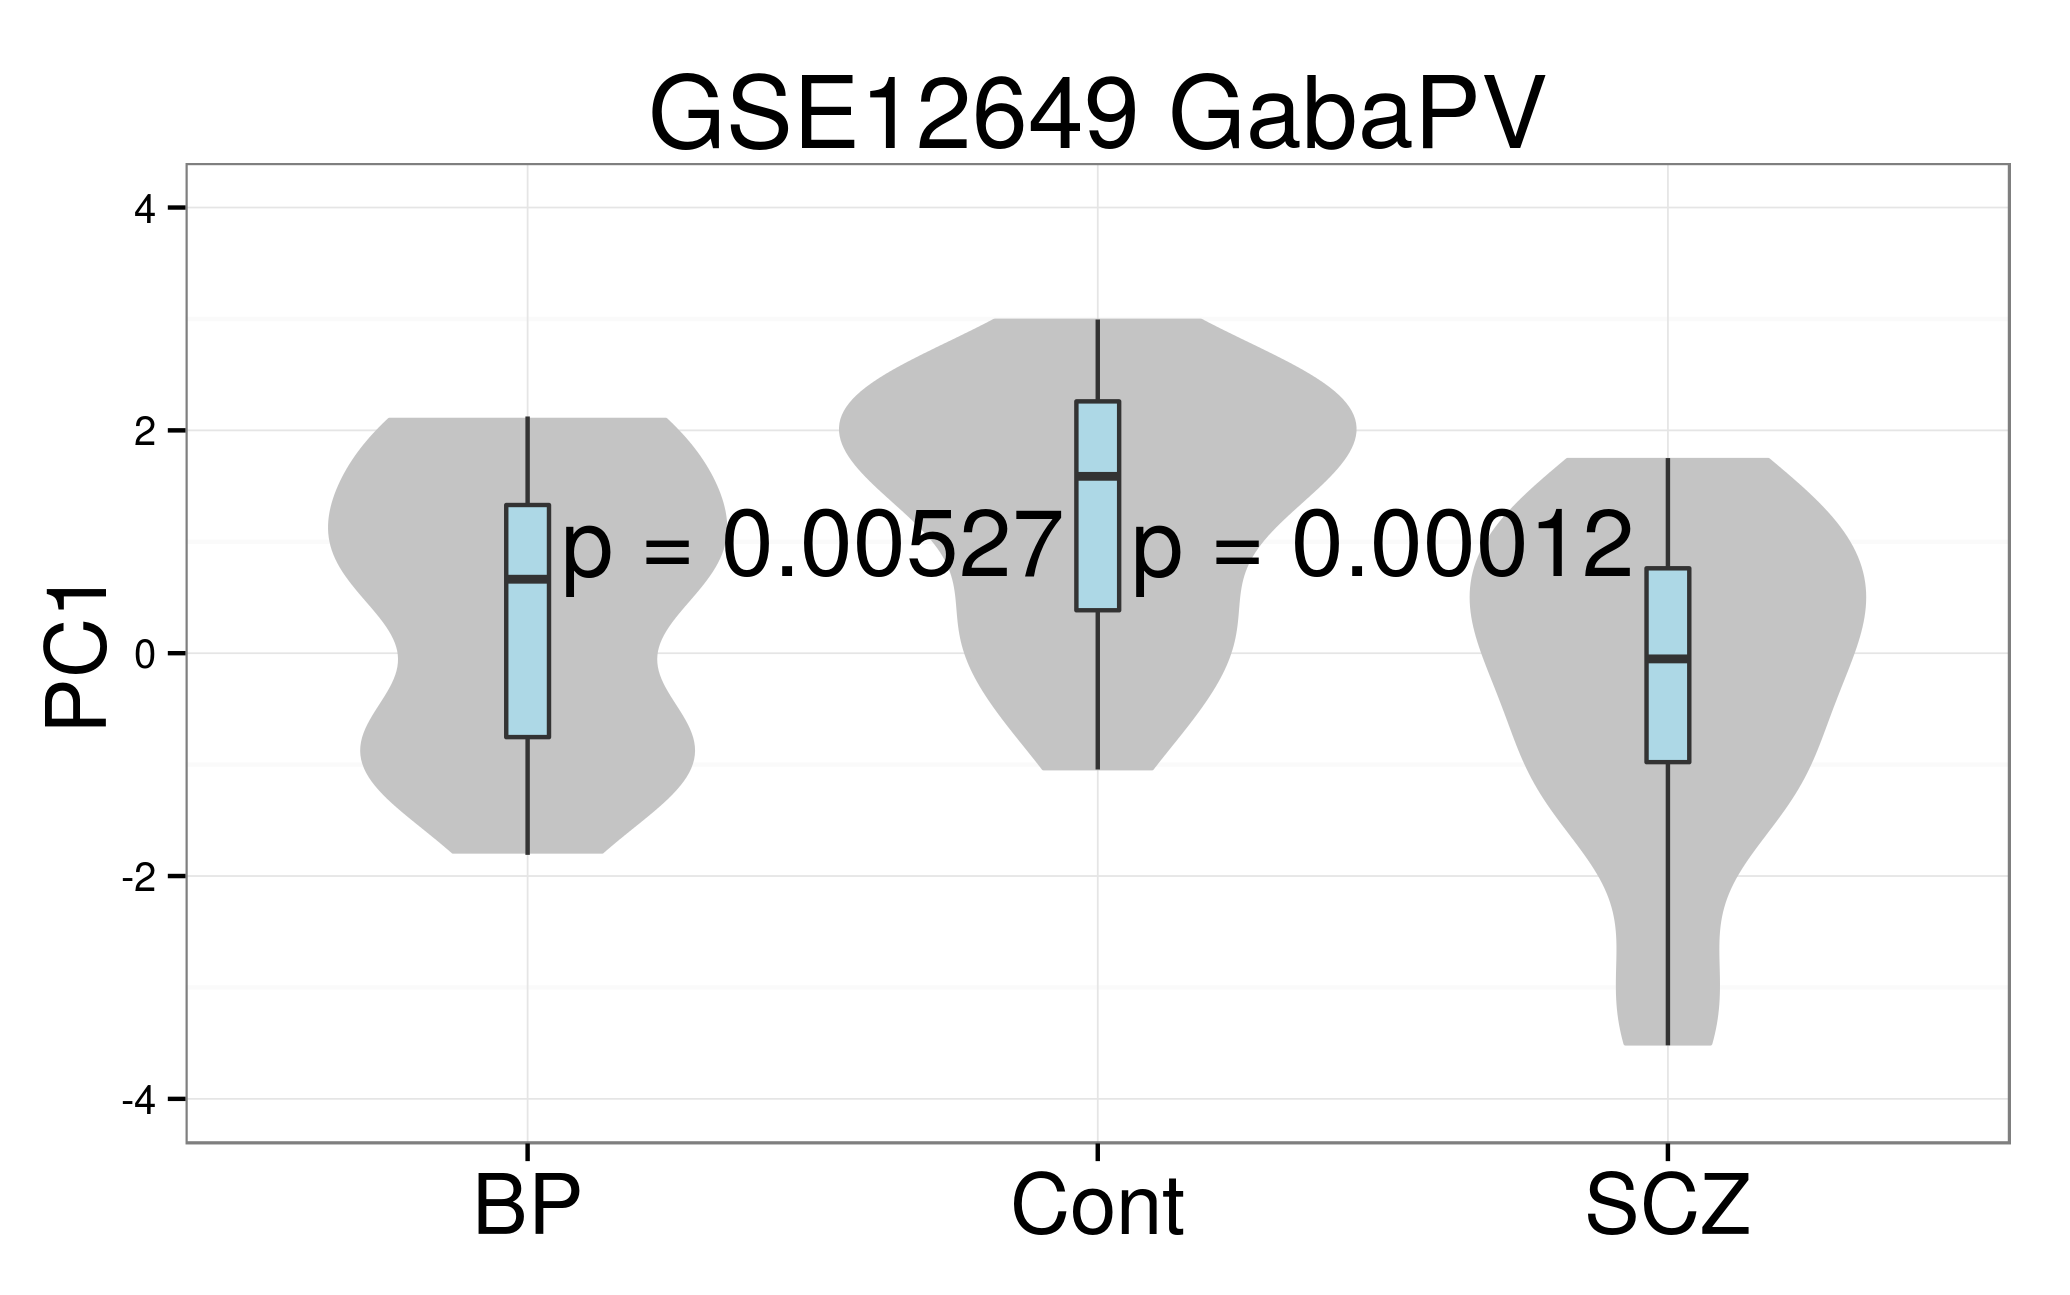 GSE12649 GabaPV
PC1
4
2
0
-2
-4
p = 0.00527
p = 0.00012
BP
Cont
SCZ